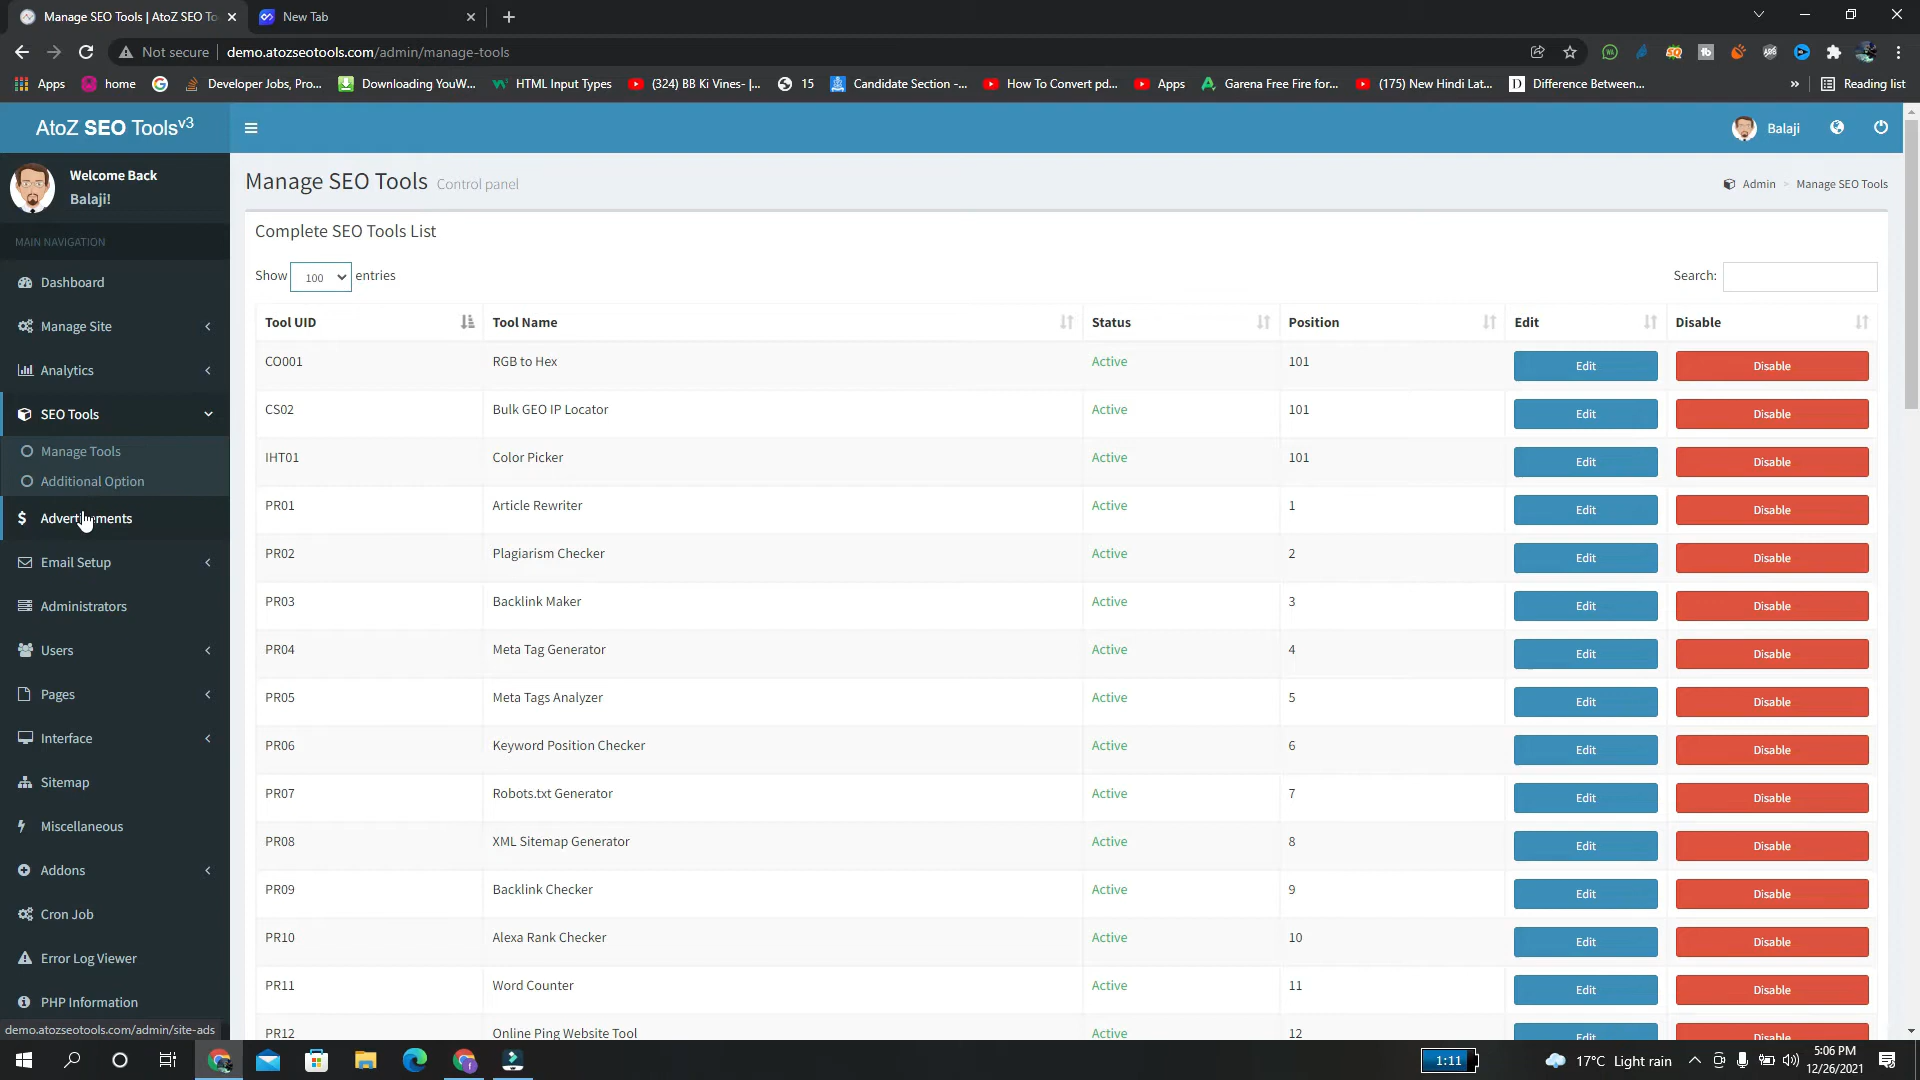 Manage SEO Tools | AtoZ SEO To
New Tab
Not secure
demo.atozseotools.com/admin/manage-tools
Apps
home
Developer Jobs, Pro...
Downloading YouW...
HTML Input Types
(324) BB Ki Vines- |...
15
Candidate Section -...
How To Convert pd...
Apps
Garena Free Fire for...
(175) New Hindi Lat...
Difference Between...
»
Reading list
AtoZ SEO Tools v3
Balaji
Welcome Back
Balaji!
MAIN NAVIGATION
Dashboard
Manage Site
Analytics
SEO Tools
Manage Tools
Additional Option
Email Setup
Administrators
Users
Pages
Interface
Sitemap
Miscellaneous
Addons
Cron Job
Error Log Viewer
PHP Information
demo.atozseotools.com/admin/site-ads
Manage SEO Tools Control panel
Admin > Manage SEO Tools
Complete SEO Tools List
Show 100 entries
Search:
Tool UID Tool Name Status Position Edit Disable
CO001 RGB to Hex Active 101 Edit Disable
CS02 Bulk GEO IP Locator Active 101 Edit Disable
IHT01 Color Picker Active 101 Edit Disable
PR01 Article Rewriter Active 1 Edit Disable
PR02 Plagiarism Checker Active 2 Edit Disable
PR03 Backlink Maker Active 3 Edit Disable
PR04 Meta Tag Generator Active 4 Edit Disable
PR05 Meta Tags Analyzer Active 5 Edit Disable
PR06 Keyword Position Checker Active 6 Edit Disable
PR07 Robots.txt Generator Active 7 Edit Disable
PR08 XML Sitemap Generator Active 8 Edit Disable
PR09 Backlink Checker Active 9 Edit Disable
PR10 Alexa Rank Checker Active 10 Edit Disable
PR11 Word Counter Active 11 Edit Disable
PR12 Online Ping Website Tool Active 12 Edit Disable
1:11
17°C Light rain
5:06 PM
12/26/2021